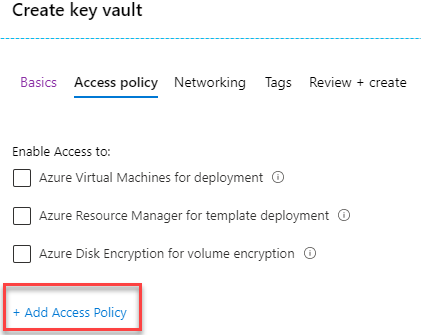 Create key vault
Basics Access policy Networking Tags Review + create
Enable Access to:
Azure Virtual Machines for deployment
Azure Resource Manager for template deployment
Azure Disk Encryption for volume encryption
+ Add Access Policy